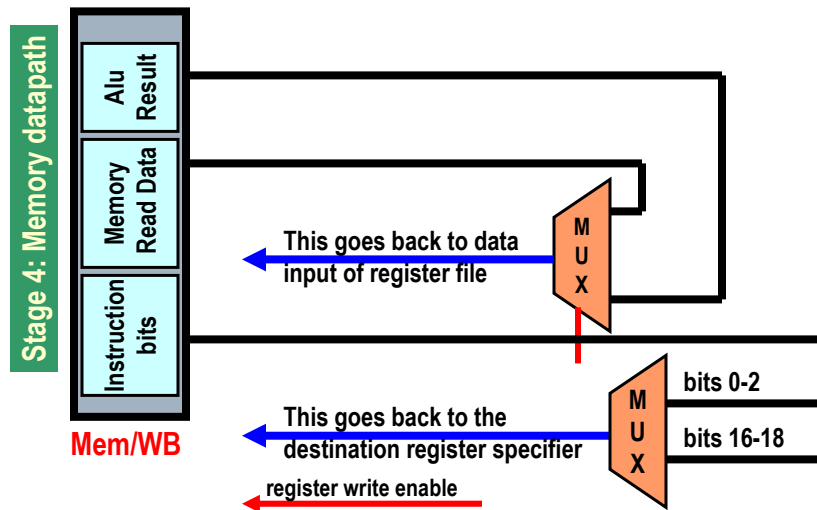 Stage 4: Memory datapath
Alu
Result
Memory
Read Data
Instruction
bits
Mem/WB
This goes back to data
input of register file
M
U
X
This goes back to the
destination register specifier
M
U
X
bits 0-2
bits 16-18
register write enable